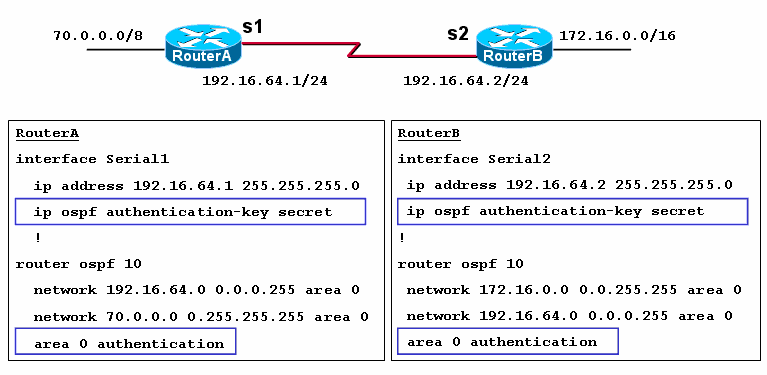 s1
s2
70.0.0.0/8
172.16.0.0/16
RouterA
RouterB
192.16.64.1/24
192.16.64.2/24
RouterA
interface Serial1
ip address 192.16.64.1 255.255.255.0
ip ospf authentication-key secret
!
router ospf 10
network 192.16.64.0 0.0.0.255 area 0
network 70.0.0.0 0.255.255.255 area 0
area 0 authentication
RouterB
interface Serial2
ip address 192.16.64.2 255.255.255.0
ip ospf authentication-key secret
!
router ospf 10
network 172.16.0.0 0.0.255.255 area 0
network 192.16.64.0 0.0.0.255 area 0
area 0 authentication